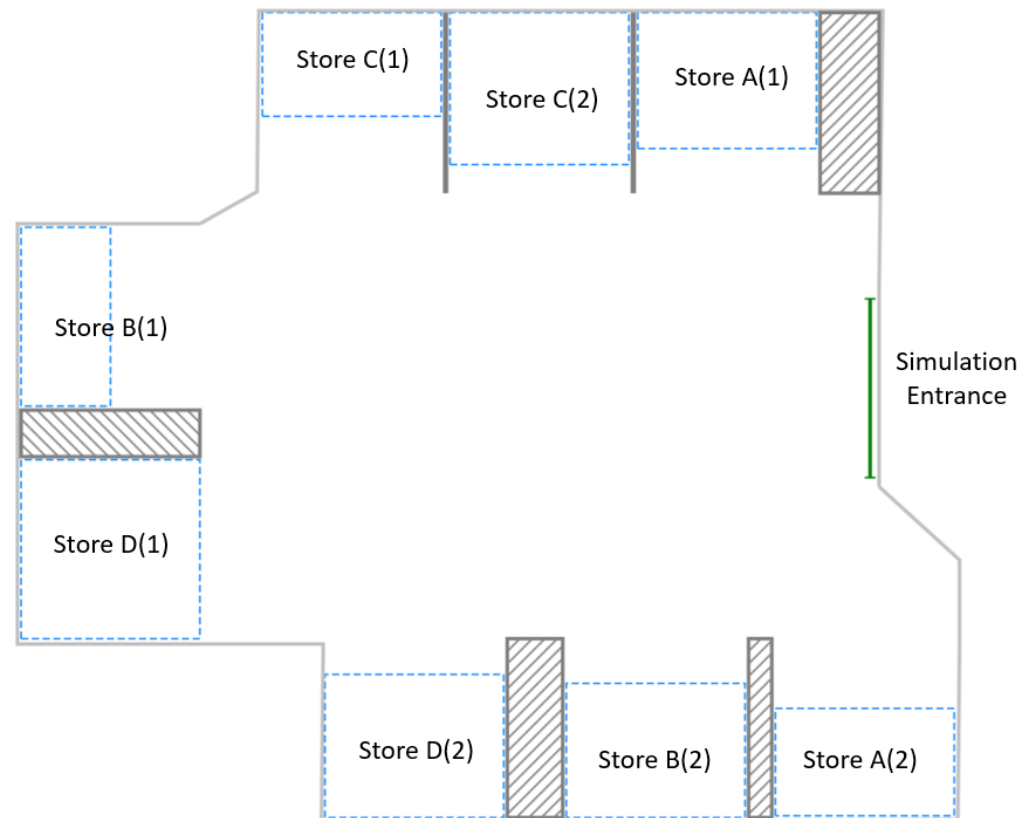 Store C(1)
Store C(2)
Store A(1)
Store B(1)
Simulation
Entrance
Store D(1)
Store D(2)
Store B(2)
Store A(2)